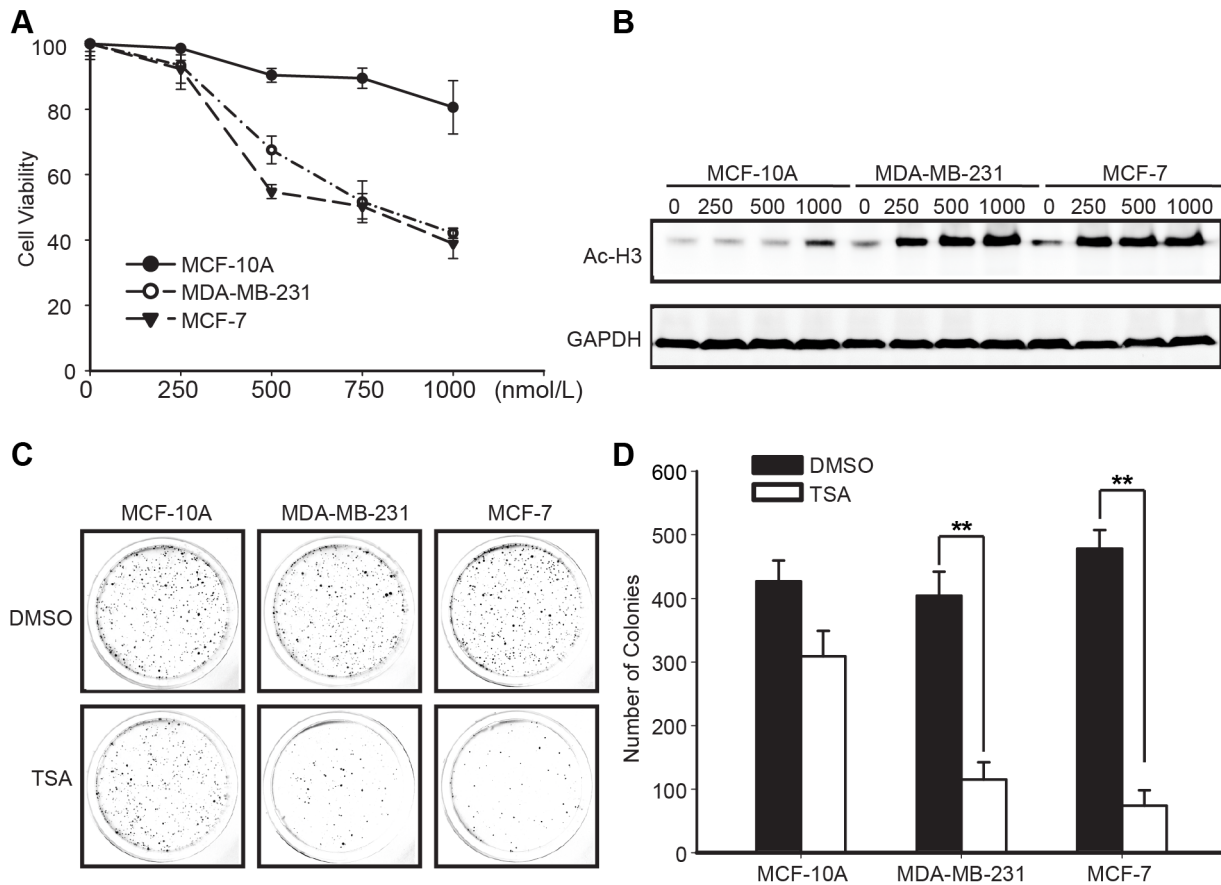 A
100
80
60
40
20
0
Cell Viability
MCF-10A
MDA-MB-231
MCF-7
0 250 500 750 1000 (nmol/L)
B
MCF-10A MDA-MB-231 MCF-7
0 250 500 1000 0 250 500 1000 0 250 500 1000
Ac-H3
GAPDH
C
MCF-10A MDA-MB-231 MCF-7
DMSO
TSA
D
DMSO
TSA
600
500
400
300
200
100
0
Number of Colonies
** **
MCF-10A MDA-MB-231 MCF-7